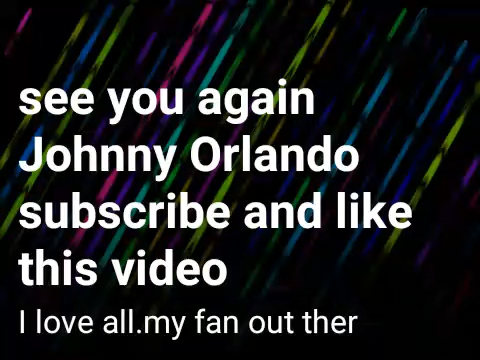 see you again
Johnny Orlando
subscribe and like
this video
I love all.my fan out ther